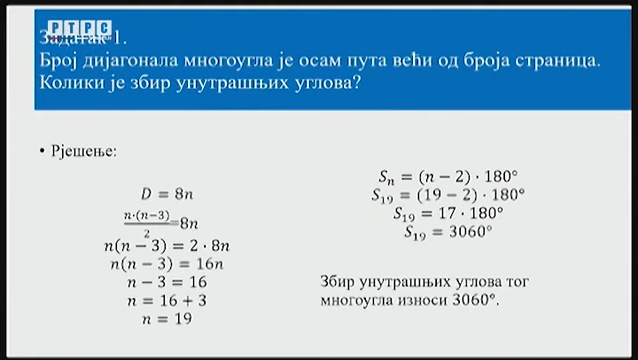 РТРС
Задатак 1.
Број дијагонала многоугла је осам пута већи од броја страница.
Колики је збир унутрашњих углова?
• Рјешење:
D = 8n
n·(n−3)/2 =8n
n(n − 3) = 2 · 8n
n(n − 3) = 16n
n − 3 = 16
n = 16 + 3
n = 19
Sₙ = (n − 2) · 180°
S₁₉ = (19 − 2) · 180°
S₁₉ = 17 · 180°
S₁₉ = 3060°
Збир унутрашњих углова тог
многоугла износи 3060°.